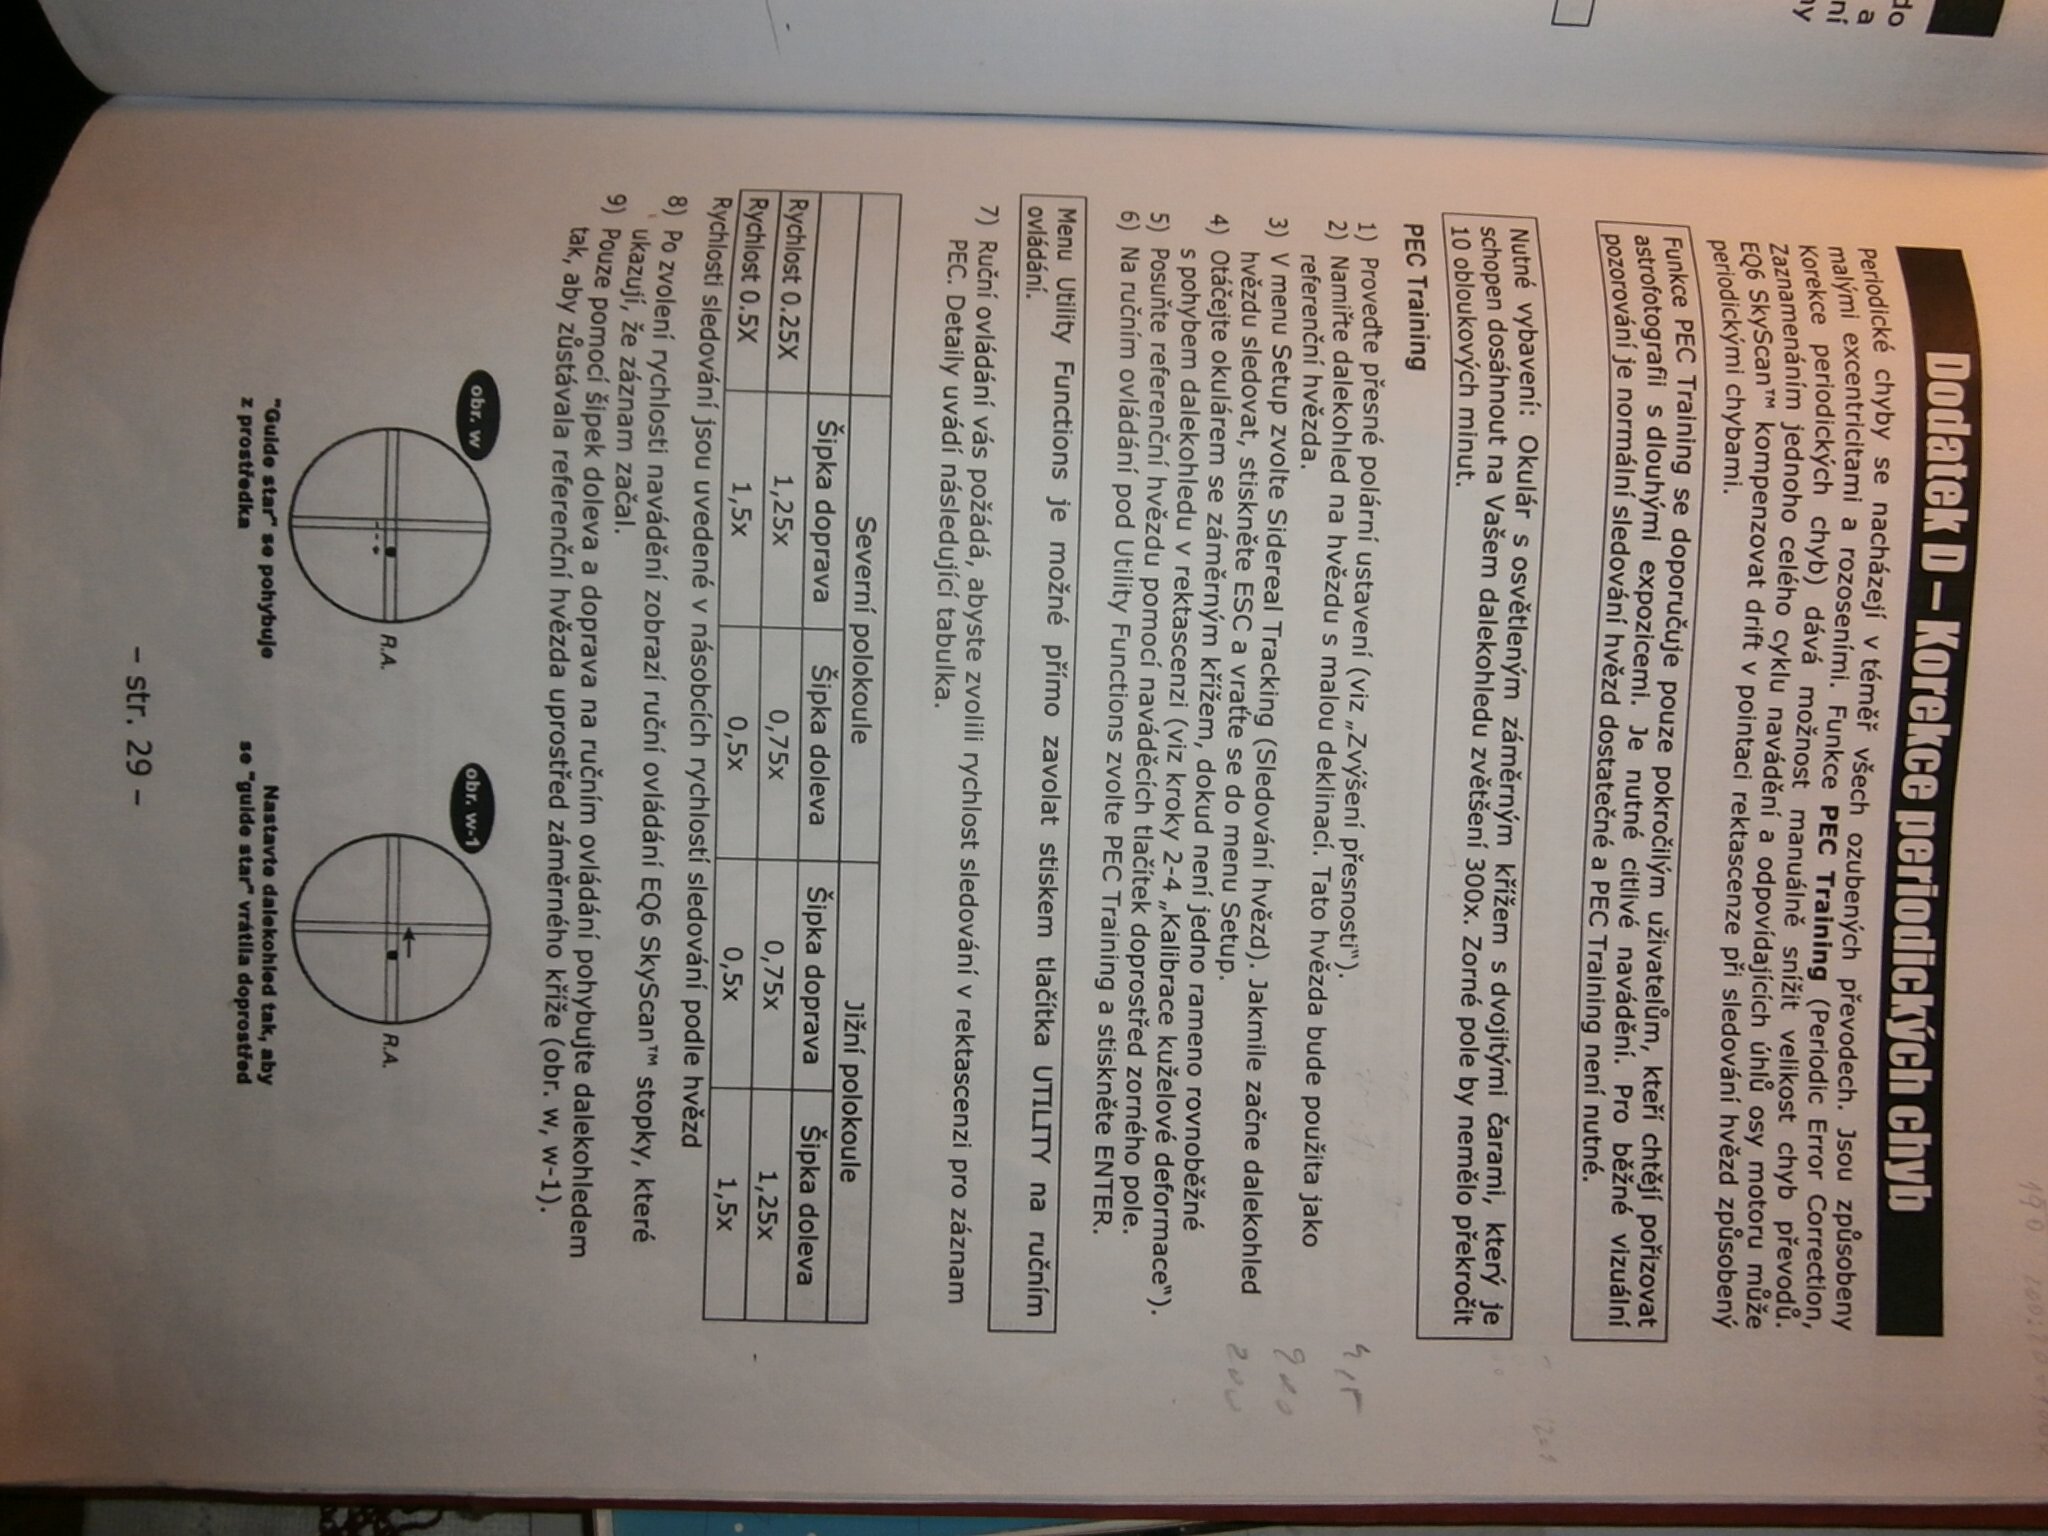 do
a
ní
ny
Dodatek D – Korekce periodických chyb
Periodické chyby se nacházejí v téměř všech ozubených převodech. Jsou způsobeny
malými excentricitami a rozoseními. Funkce PEC Training (Periodic Error Correction,
Korekce periodických chyb) dává možnost manuálně snížit velikost chyb převodů.
Zaznamenáním jednoho celého cyklu navádění a odpovídajících úhlů osy motoru může
EQ6 SkyScan™ kompenzovat drift v pointaci rektascenze při sledování hvězd způsobený
periodickými chybami.
Funkce PEC Training se doporučuje pouze pokročilým uživatelům, kteří chtějí pořizovat
astrofotografii s dlouhými expozicemi. Je nutné citlivé navádění. Pro běžné vizuální
pozorování je normální sledování hvězd dostatečné a PEC Training není nutné.
Nutné vybavení: Okulár s osvětleným záměrným křížem s dvojitými čarami, který je
schopen dosáhnout na Vašem dalekohledu zvětšení 300x. Zorné pole by nemělo překročit
10 obloukových minut.
PEC Training
1) Proveďte přesné polární ustavení (viz „Zvýšení přesnosti").
2) Namiřte dalekohled na hvězdu s malou deklinací. Tato hvězda bude použita jako
referenční hvězda.
3) V menu Setup zvolte Sidereal Tracking (Sledování hvězd). Jakmile začne dalekohled
hvězdu sledovat, stiskněte ESC a vraťte se do menu Setup.
4) Otáčejte okulárem se záměrným křížem, dokud není jedno rameno rovnoběžné
s pohybem dalekohledu v rektascenzi (viz kroky 2-4 „Kalibrace kuželové deformace").
5) Posuňte referenční hvězdu pomocí naváděcích tlačítek doprostřed zorného pole.
6) Na ručním ovládání pod Utility Functions zvolte PEC Training a stiskněte ENTER.
Menu Utility Functions je možné přímo zavolat stiskem tlačítka UTILITY na ručním
ovládání.
7) Ruční ovládání vás požádá, abyste zvolili rychlost sledování v rektascenzi pro záznam
PEC. Detaily uvádí následující tabulka.
Severní polokoule Jižní polokoule
Šipka doprava Šipka doleva Šipka doprava Šipka doleva
Rychlost 0.25X 1,25x 0,75x 0,75x 1,25x
Rychlost 0.5X 1,5x 0,5x 0,5x 1,5x
Rychlosti sledování jsou uvedené v násobcích rychlostí sledování podle hvězd
8) Po zvolení rychlosti navádění zobrazí ruční ovládání EQ6 SkyScan™ stopky, které
ukazují, že záznam začal.
9) Pouze pomocí šipek doleva a doprava na ručním ovládání pohybujte dalekohledem
tak, aby zůstávala referenční hvězda uprostřed záměrného kříže (obr. w, w-1).
obr. w
R.A.
"Guide star" se pohybuje
z prostředka
obr. w-1
R.A.
Nastavte dalekohled tak, aby
se "guide star" vrátila doprostřed
– str. 29 –